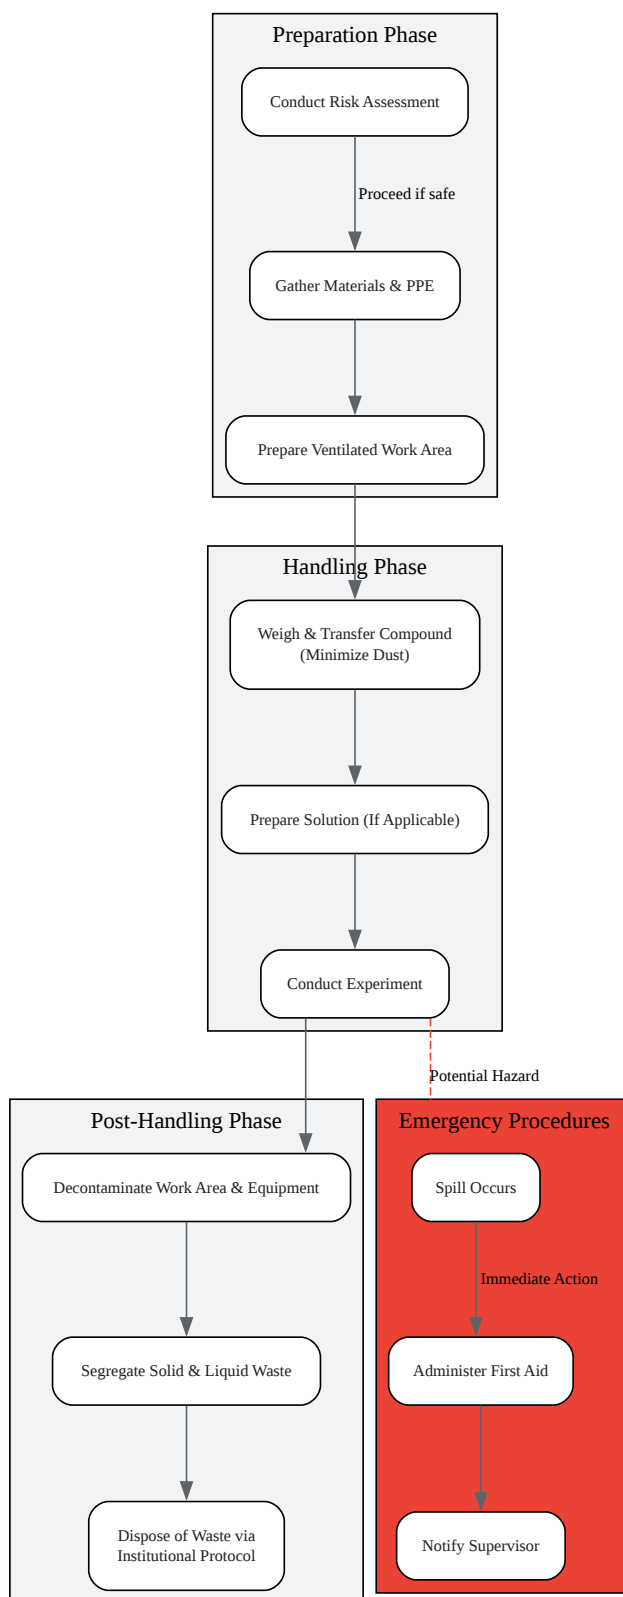 Preparation Phase
Conduct Risk Assessment
Proceed if safe
Gather Materials & PPE
Prepare Ventilated Work Area
Handling Phase
Weigh & Transfer Compound
(Minimize Dust)
Prepare Solution (If Applicable)
Conduct Experiment
Potential Hazard
Post-Handling Phase
Decontaminate Work Area & Equipment
Segregate Solid & Liquid Waste
Dispose of Waste via
Institutional Protocol
Emergency Procedures
Spill Occurs
Immediate Action
Administer First Aid
Notify Supervisor